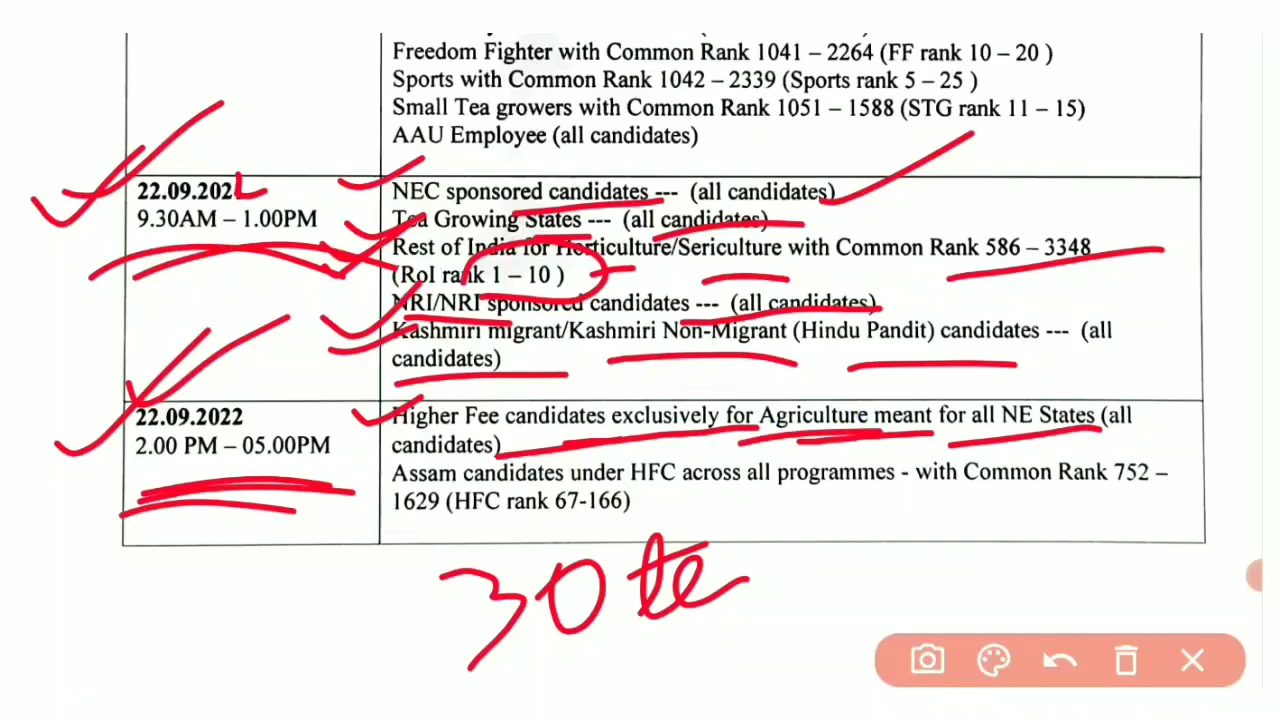 Freedom Fighter with Common Rank 1041 – 2264 (FF rank 10 – 20 )
Sports with Common Rank 1042 – 2339 (Sports rank 5 – 25 )
Small Tea growers with Common Rank 1051 – 1588 (STG rank 11 – 15)
AAU Employee (all candidates)
22.09.202
9.30AM – 1.00PM
NEC sponsored candidates --- (all candidates)
Tea Growing States --- (all candidates)
Rest of India for Horticulture/Sericulture with Common Rank 586 – 3348
(RoI rank 1 – 10 )
NRI/NRI sponsored candidates --- (all candidates)
Kashmiri migrant/Kashmiri Non-Migrant (Hindu Pandit) candidates --- (all
candidates)
22.09.2022
2.00 PM – 05.00PM
Higher Fee candidates exclusively for Agriculture meant for all NE States (all
candidates)
Assam candidates under HFC across all programmes - with Common Rank 752 –
1629 (HFC rank 67-166)
30